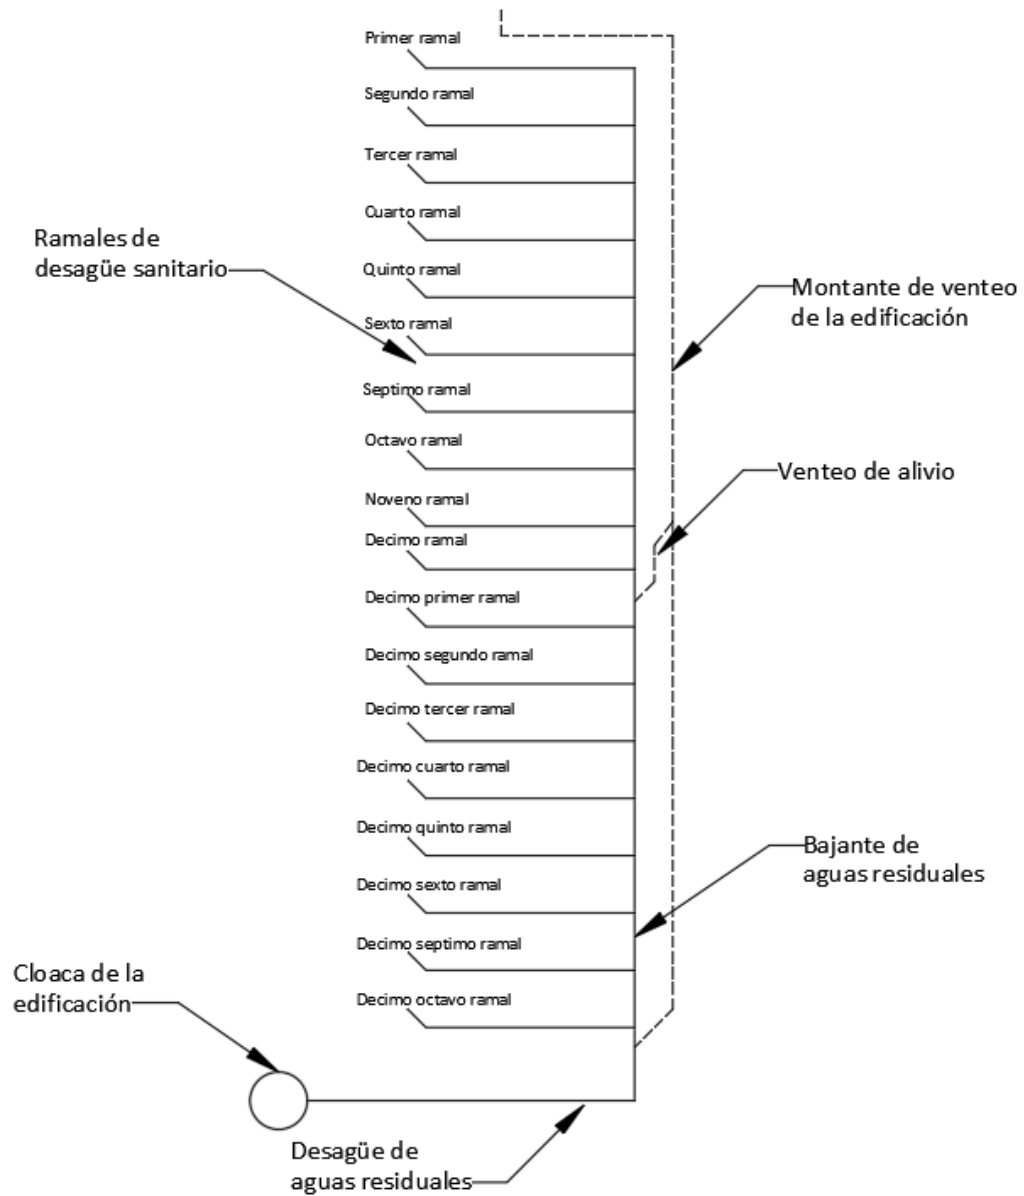 Primer ramal
Segundo ramal
Tercer ramal
Cuarto ramal
Ramales de
desagüe sanitario
Quinto ramal
Montante de venteo
de la edificación
Sexto ramal
Septimo ramal
Octavo ramal
Venteo de alivio
Noveno ramal
Decimo ramal
Decimo primer ramal
Decimo segundo ramal
Decimo tercer ramal
Decimo cuarto ramal
Decimo quinto ramal
Bajante de
aguas residuales
Decimo sexto ramal
Decimo septimo ramal
Cloaca de la
edificación
Decimo octavo ramal
Desagüe de
aguas residuales